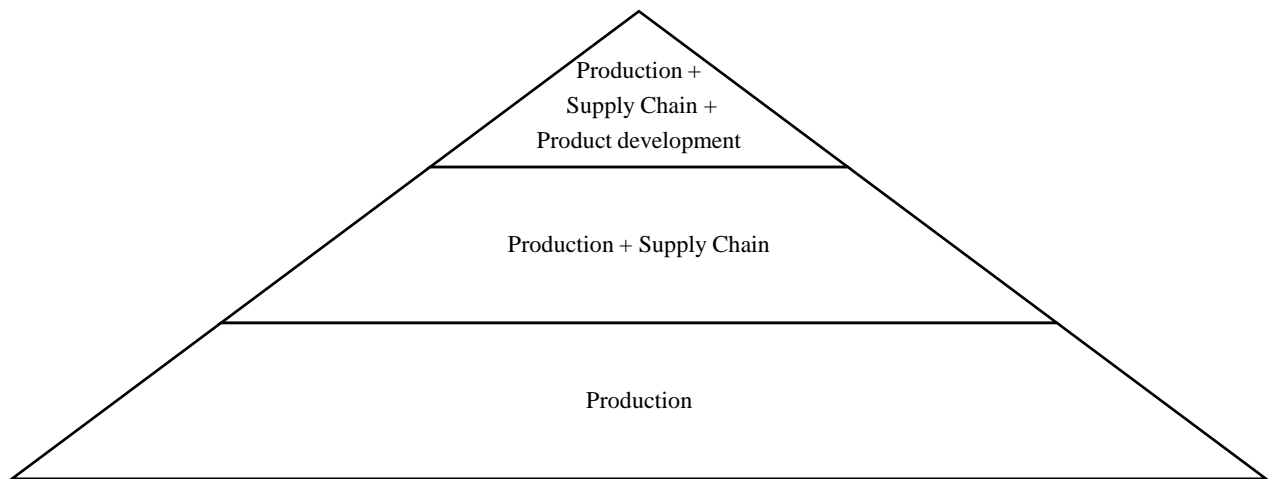 Production +
Supply Chain +
Product development
Production + Supply Chain
Production